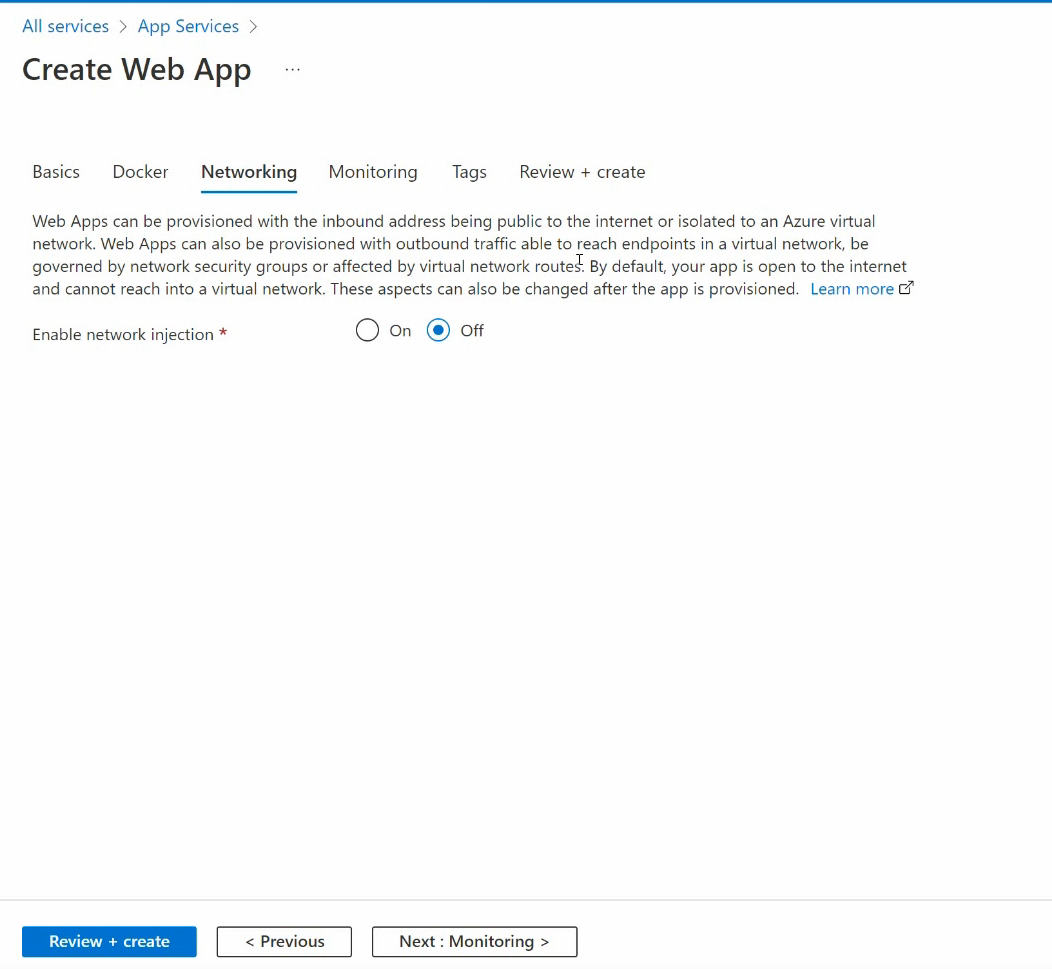 All services > App Services >
Create Web App ...
Basics Docker Networking Monitoring Tags Review + create
Web Apps can be provisioned with the inbound address being public to the internet or isolated to an Azure virtual
network. Web Apps can also be provisioned with outbound traffic able to reach endpoints in a virtual network, be
governed by network security groups or affected by virtual network routes. By default, your app is open to the internet
and cannot reach into a virtual network. These aspects can also be changed after the app is provisioned. Learn more
Enable network injection * On Off
Review + create < Previous Next : Monitoring >